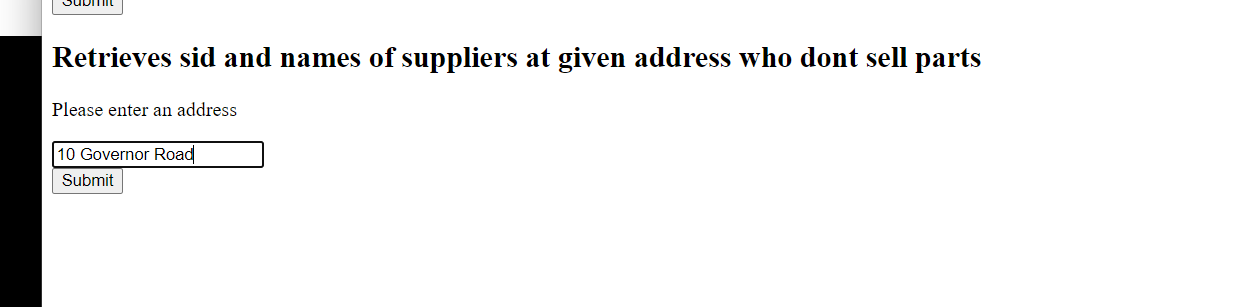 Submit
Retrieves sid and names of suppliers at given address who dont sell parts
Please enter an address
10 Governor Road
Submit